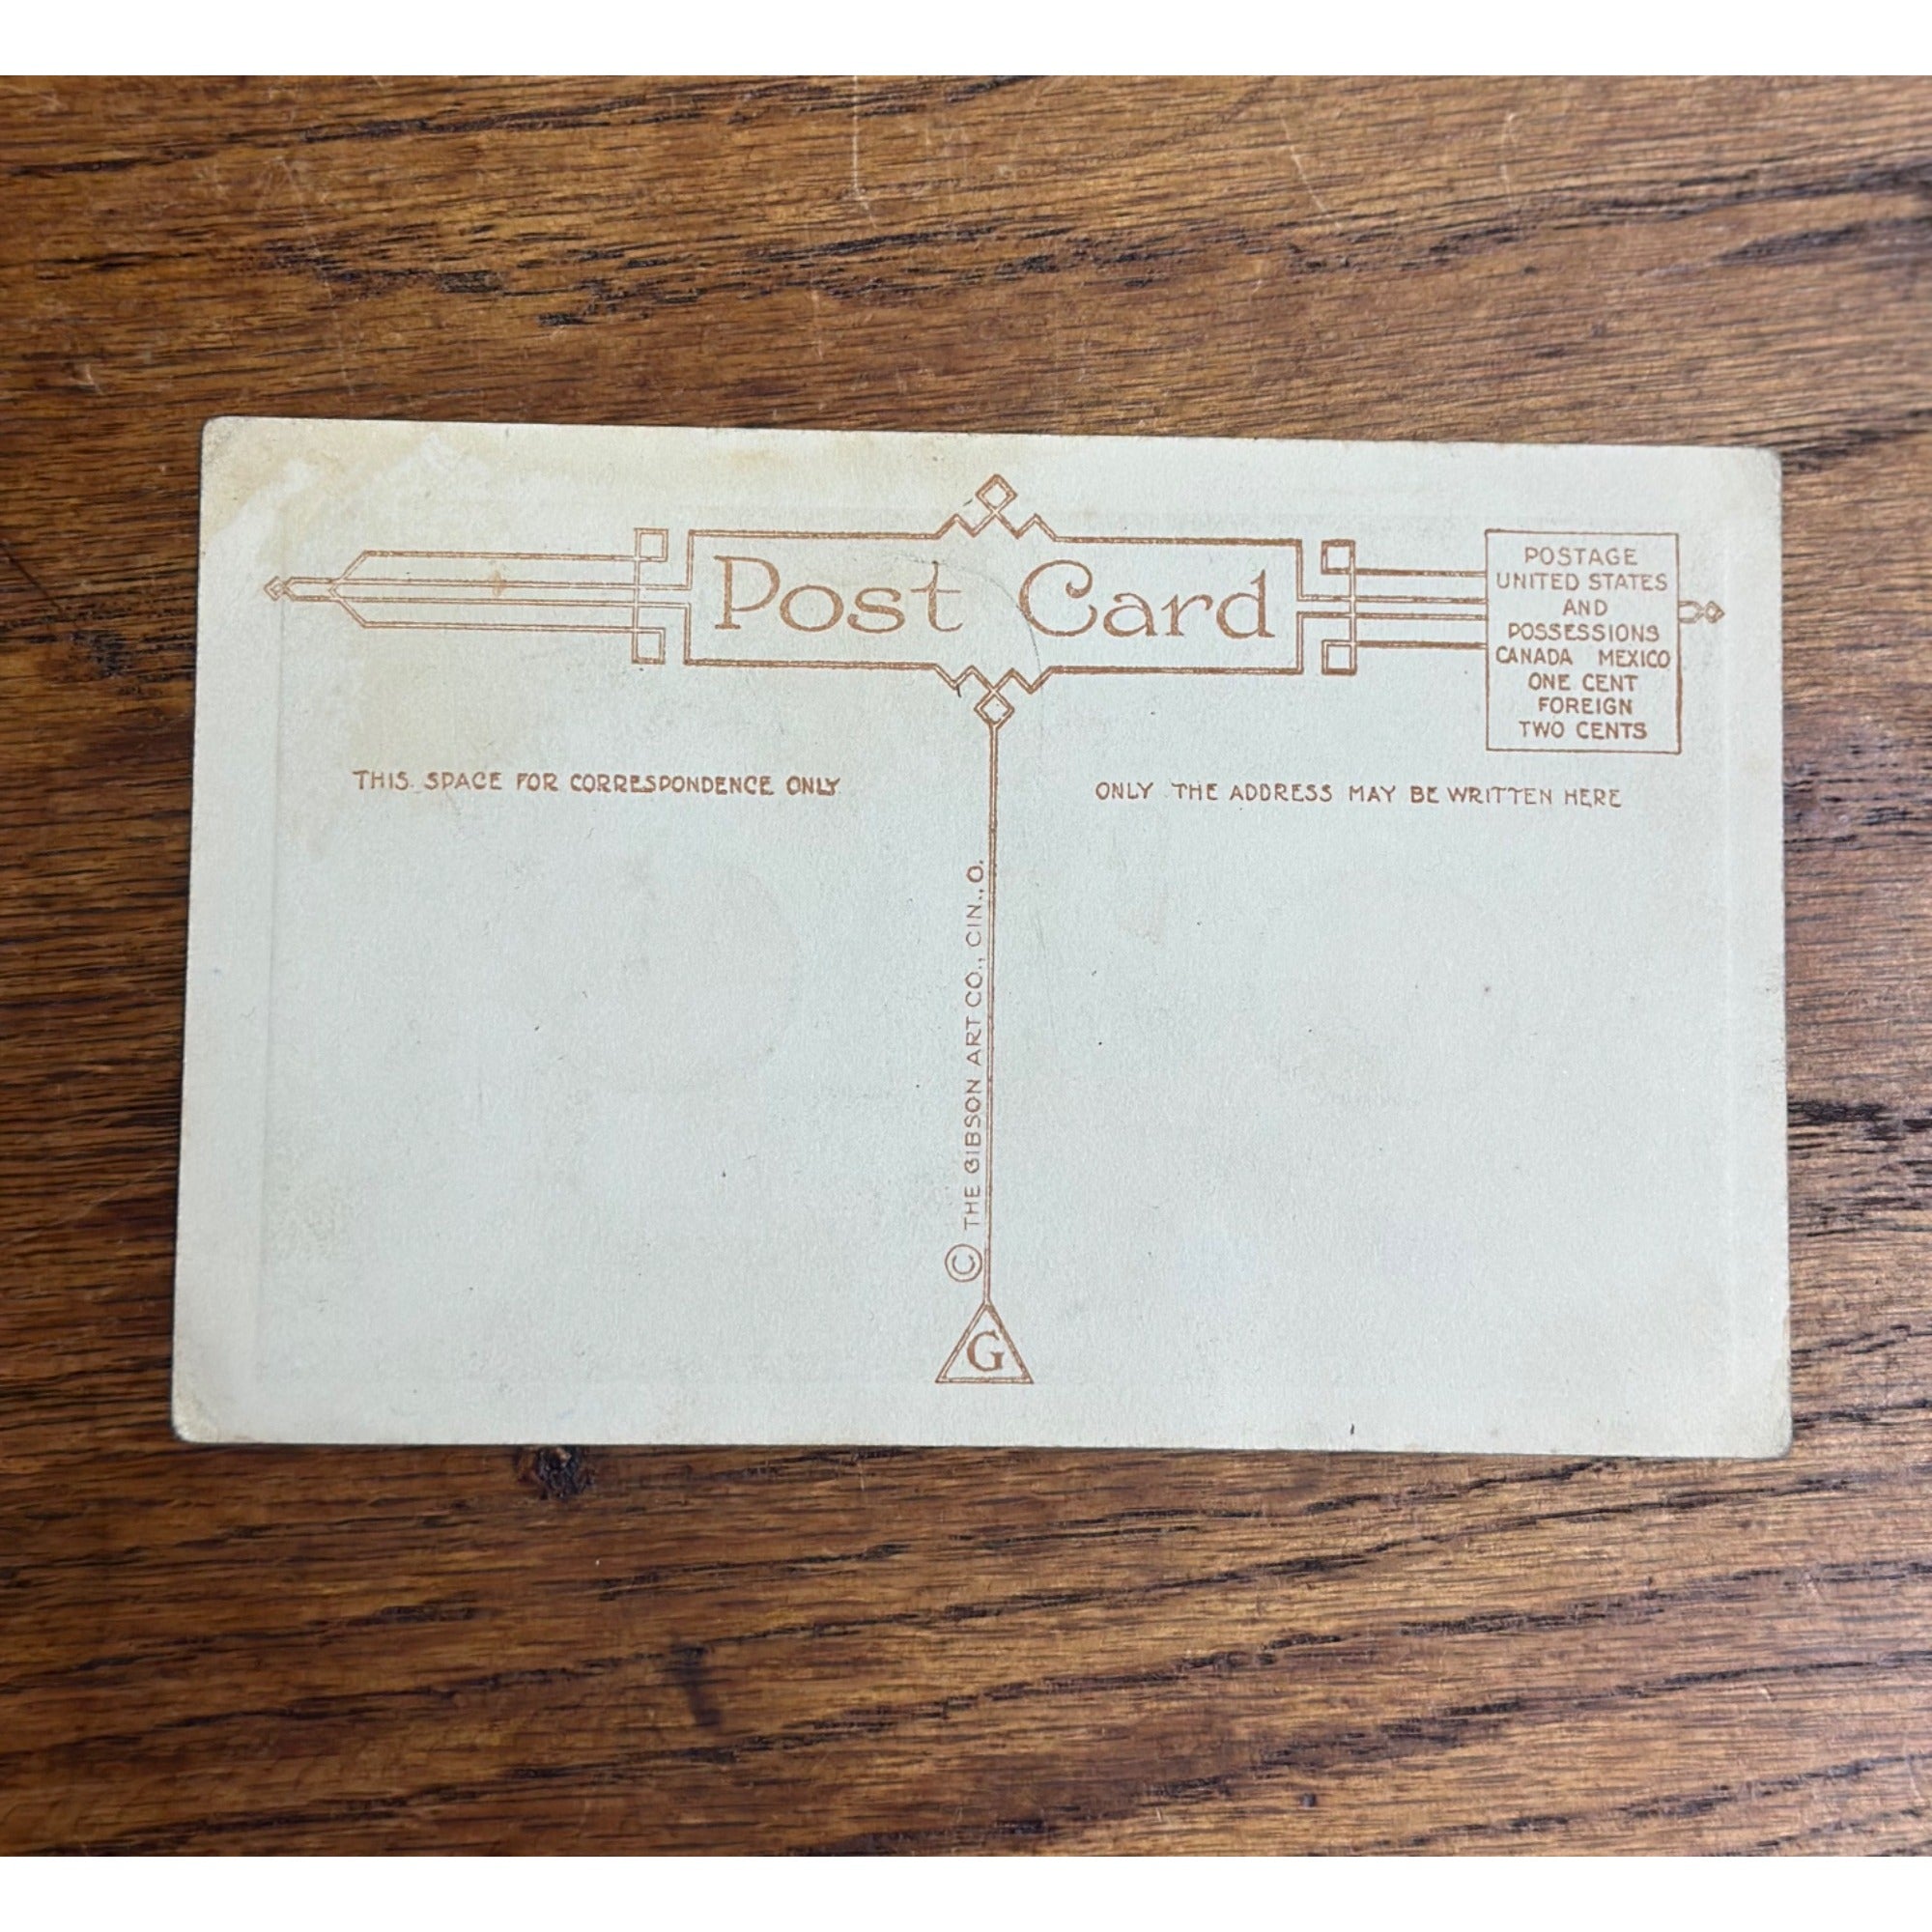 Post Card
POSTAGE
UNITED STATES
AND
POSSESSIONS
CANADA MEXICO
ONE CENT
FOREIGN
TWO CENTS
THIS SPACE FOR CORRESPONDENCE ONLY
ONLY THE ADDRESS MAY BE WRITTEN HERE
© THE GIBSON ART CO., CIN., O.
G